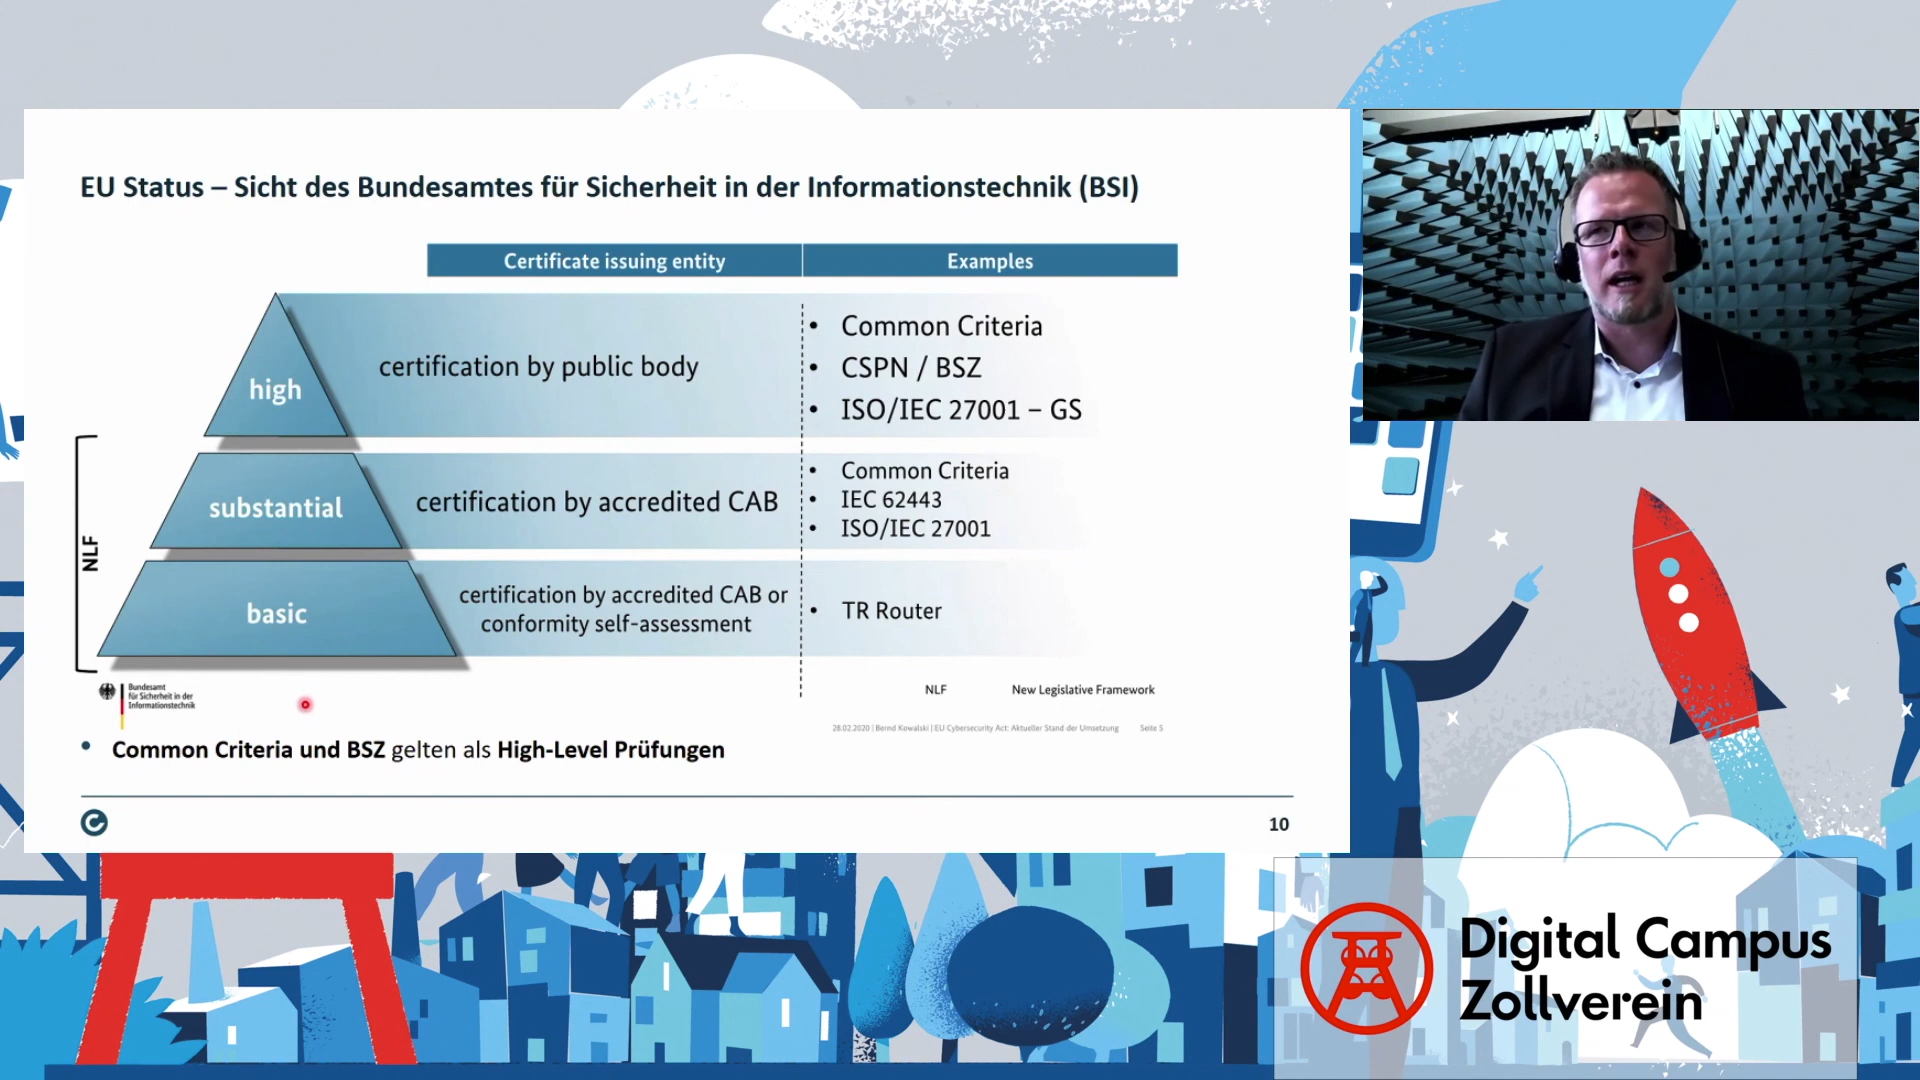 EU Status – Sicht des Bundesamtes für Sicherheit in der Informationstechnik (BSI)
Certificate issuing entity
Examples
high
certification by public body
• Common Criteria
• CSPN / BSZ
• ISO/IEC 27001 – GS
NLF
substantial
certification by accredited CAB
• Common Criteria
• IEC 62443
• ISO/IEC 27001
basic
certification by accredited CAB or
conformity self-assessment
• TR Router
Bundesamt
für Sicherheit in der
Informationstechnik
NLF New Legislative Framework
28.02.2020 | Bernd Kowalski | EU Cybersecurity Act: Aktueller Stand der Umsetzung Seite 5
• Common Criteria und BSZ gelten als High-Level Prüfungen
10
Digital Campus
Zollverein